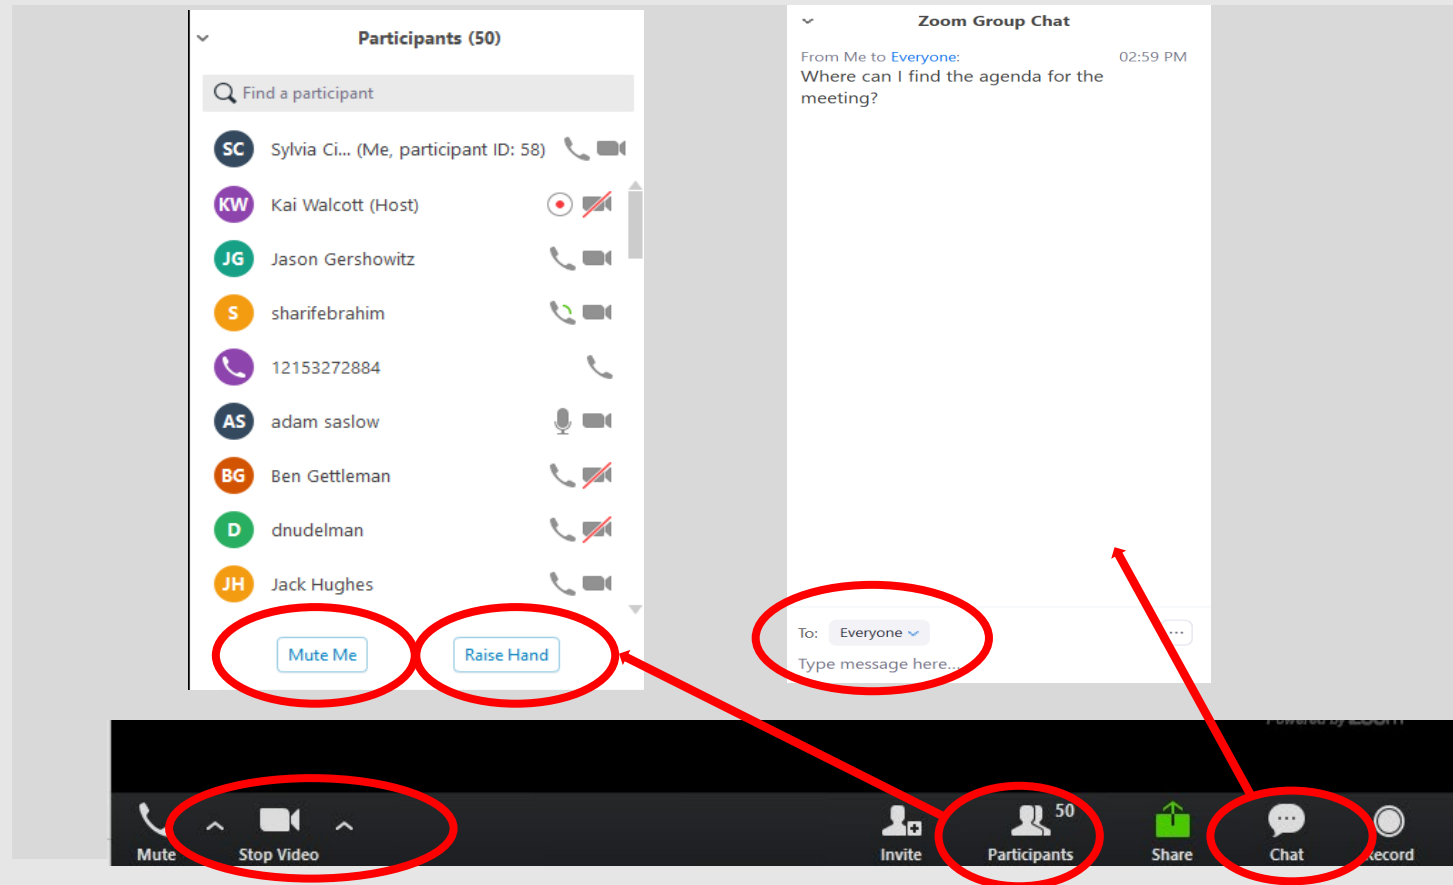 Participants (50)
Find a participant
SC Sylvia Ci... (Me, participant ID: 58)
KW Kai Walcott (Host)
JG Jason Gershowitz
S sharifebrahim
12153272884
AS adam saslow
BG Ben Gettleman
D dnudelman
JH Jack Hughes
Mute Me Raise Hand
Zoom Group Chat
From Me to Everyone: 02:59 PM
Where can I find the agenda for the
meeting?
To: Everyone ...
Type message here...
Powered by zoom
50
Mute Stop Video Invite Participants Share Chat Record